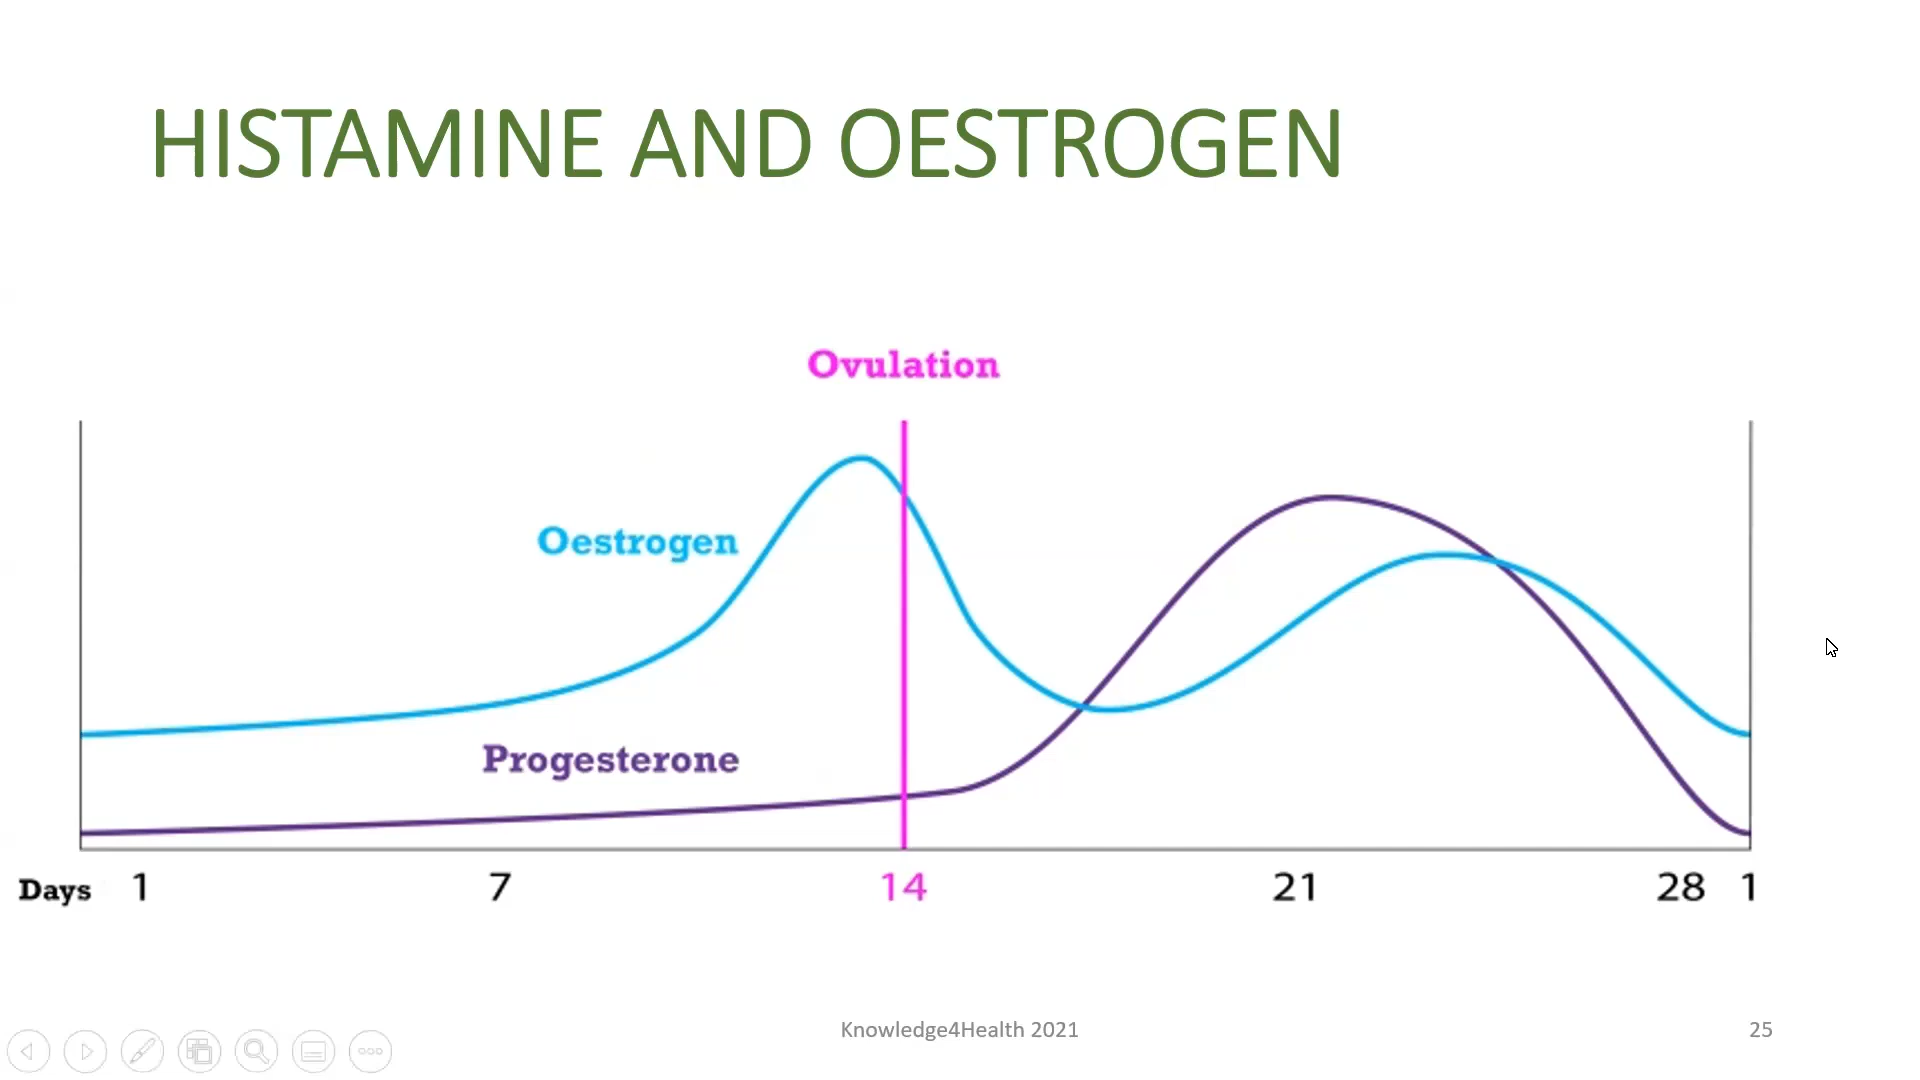 HISTAMINE AND OESTROGEN
Ovulation
Oestrogen
Progesterone
Days 1 7 14 21 28 1
Knowledge4Health 2021 25